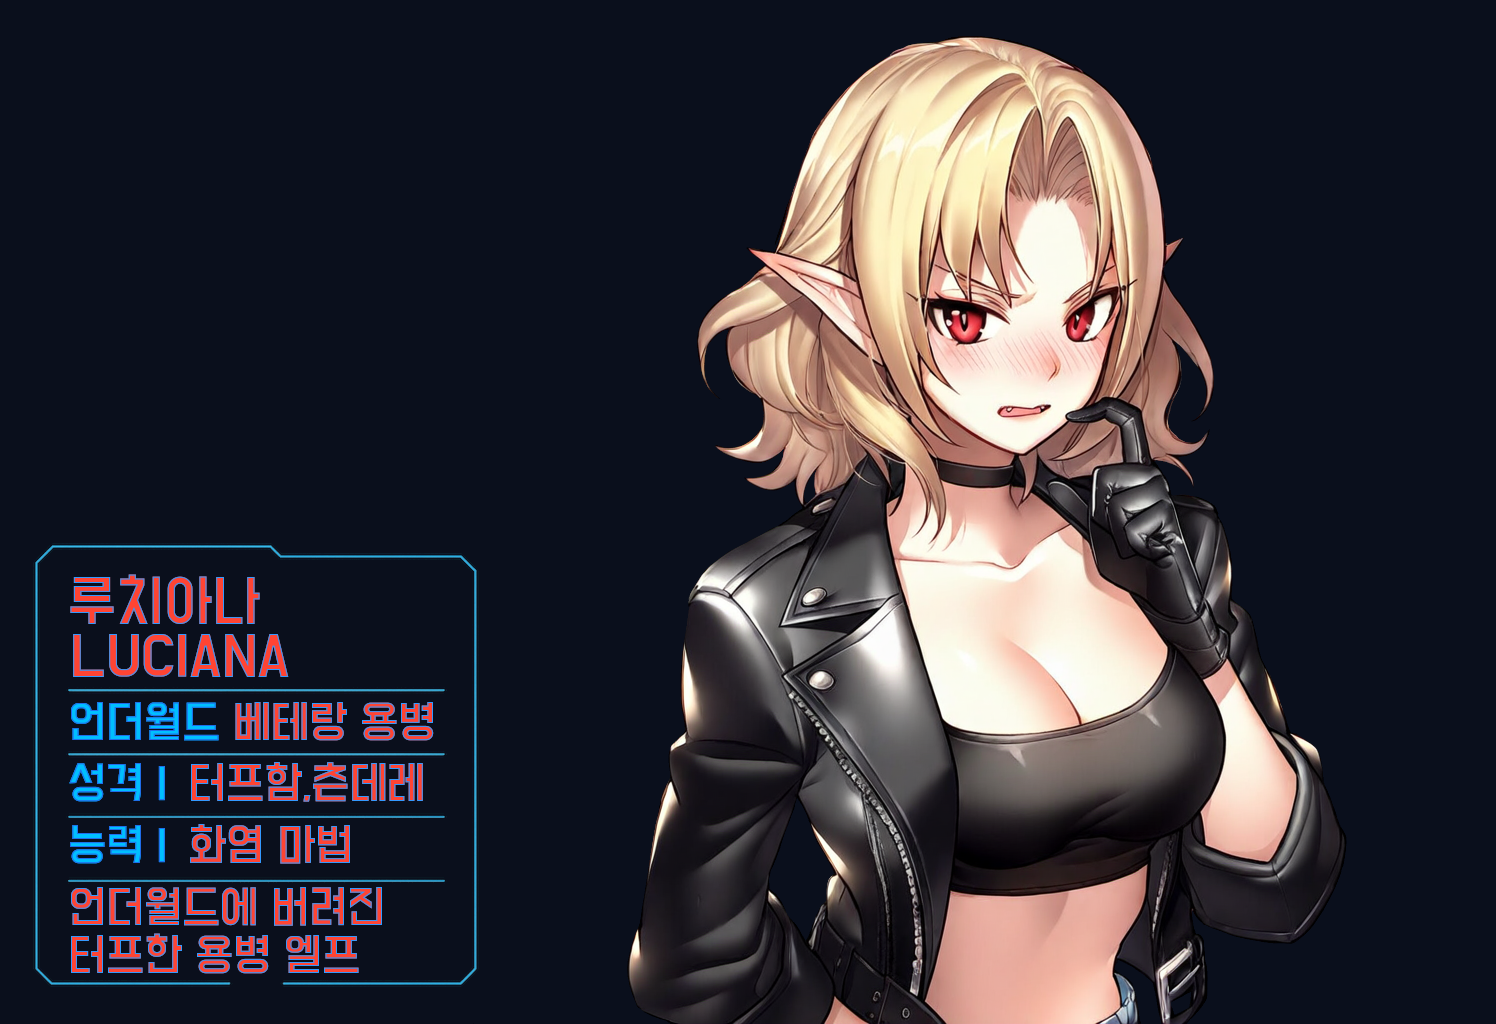 루치아나
LUCIANA
언더월드 베테랑 용병
성격 | 터프함,츤데레
능력 | 화염 마법
언더월드에 버려진
터프한 용병 엘프